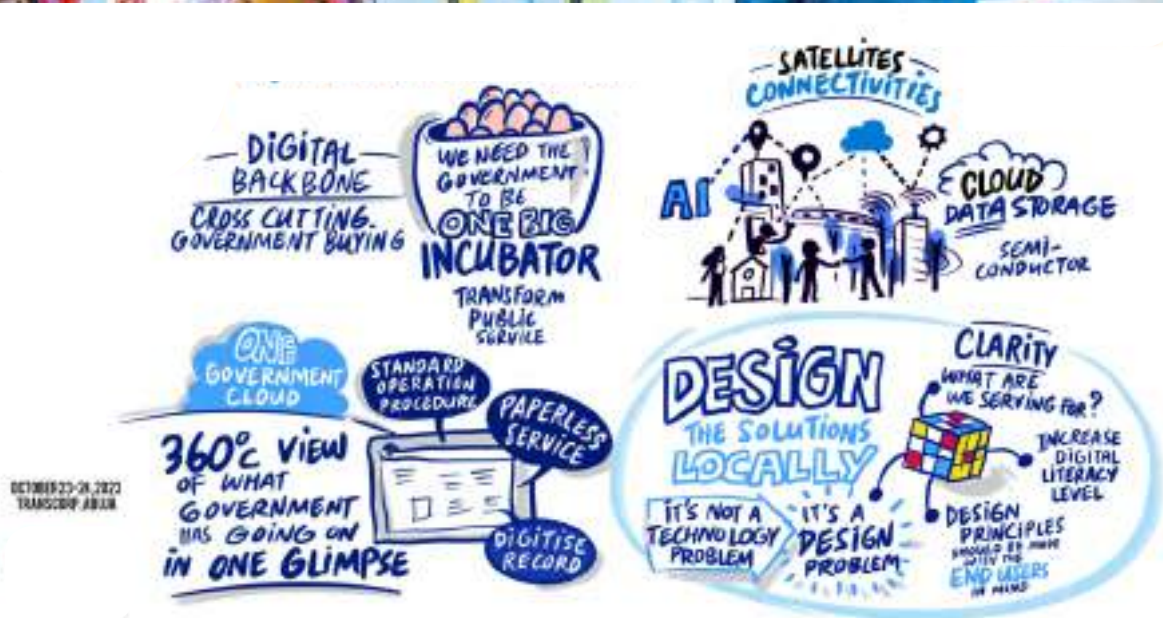 DIGITAL
BACKBONE
CROSS CUTTING.
GOVERNMENT BUYING
WE NEED THE
GOVERNMENT
TO BE
ONE BIG
INCUBATOR
TRANSFORM
PUBLIC
SERVICE
SATELLITES
CONNECTIVITIES
AI
CLOUD
DATA STORAGE
SEMI-
CONDUCTOR
ONE
GOVERNMENT
CLOUD
360°C VIEW
OF WHAT
GOVERNMENT
HAS GOING ON
IN ONE GLIMPSE
STANDARD
OPERATION
PROCEDURE
PAPERLESS
SERVICE
DIGITISE
RECORD
DESIGN
THE SOLUTIONS
LOCALLY
IT'S NOT A
TECHNOLOGY
PROBLEM
IT'S A
DESIGN
PROBLEM
CLARITY
WHAT ARE
WE SERVING FOR?
INCREASE
DIGITAL
LITERACY
LEVEL
DESIGN
PRINCIPLES
SHOULD BE MADE
WITH THE
END USERS
IN MIND
OCTOBER 23-24, 2023
TRANSCORP, ABUJA